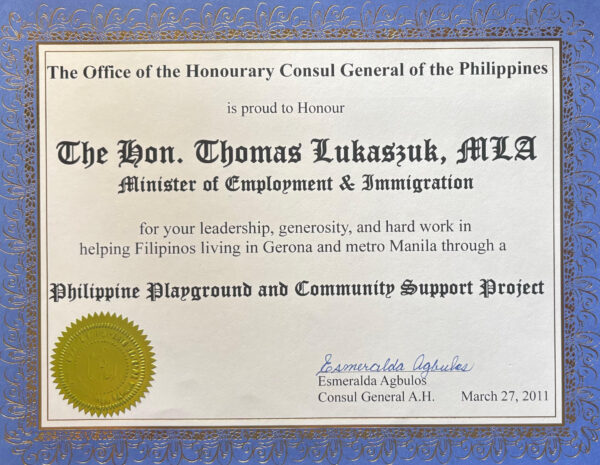 The Office of the Honourary Consul General of the Philippines
is proud to Honour
The Hon. Thomas Lukaszuk, MLA
Minister of Employment & Immigration
for your leadership, generosity, and hard work in
helping Filipinos living in Gerona and metro Manila through a
Philippine Playground and Community Support Project
Esmeralda Agbulos
Esmeralda Agbulos
Consul General A.H. March 27, 2011